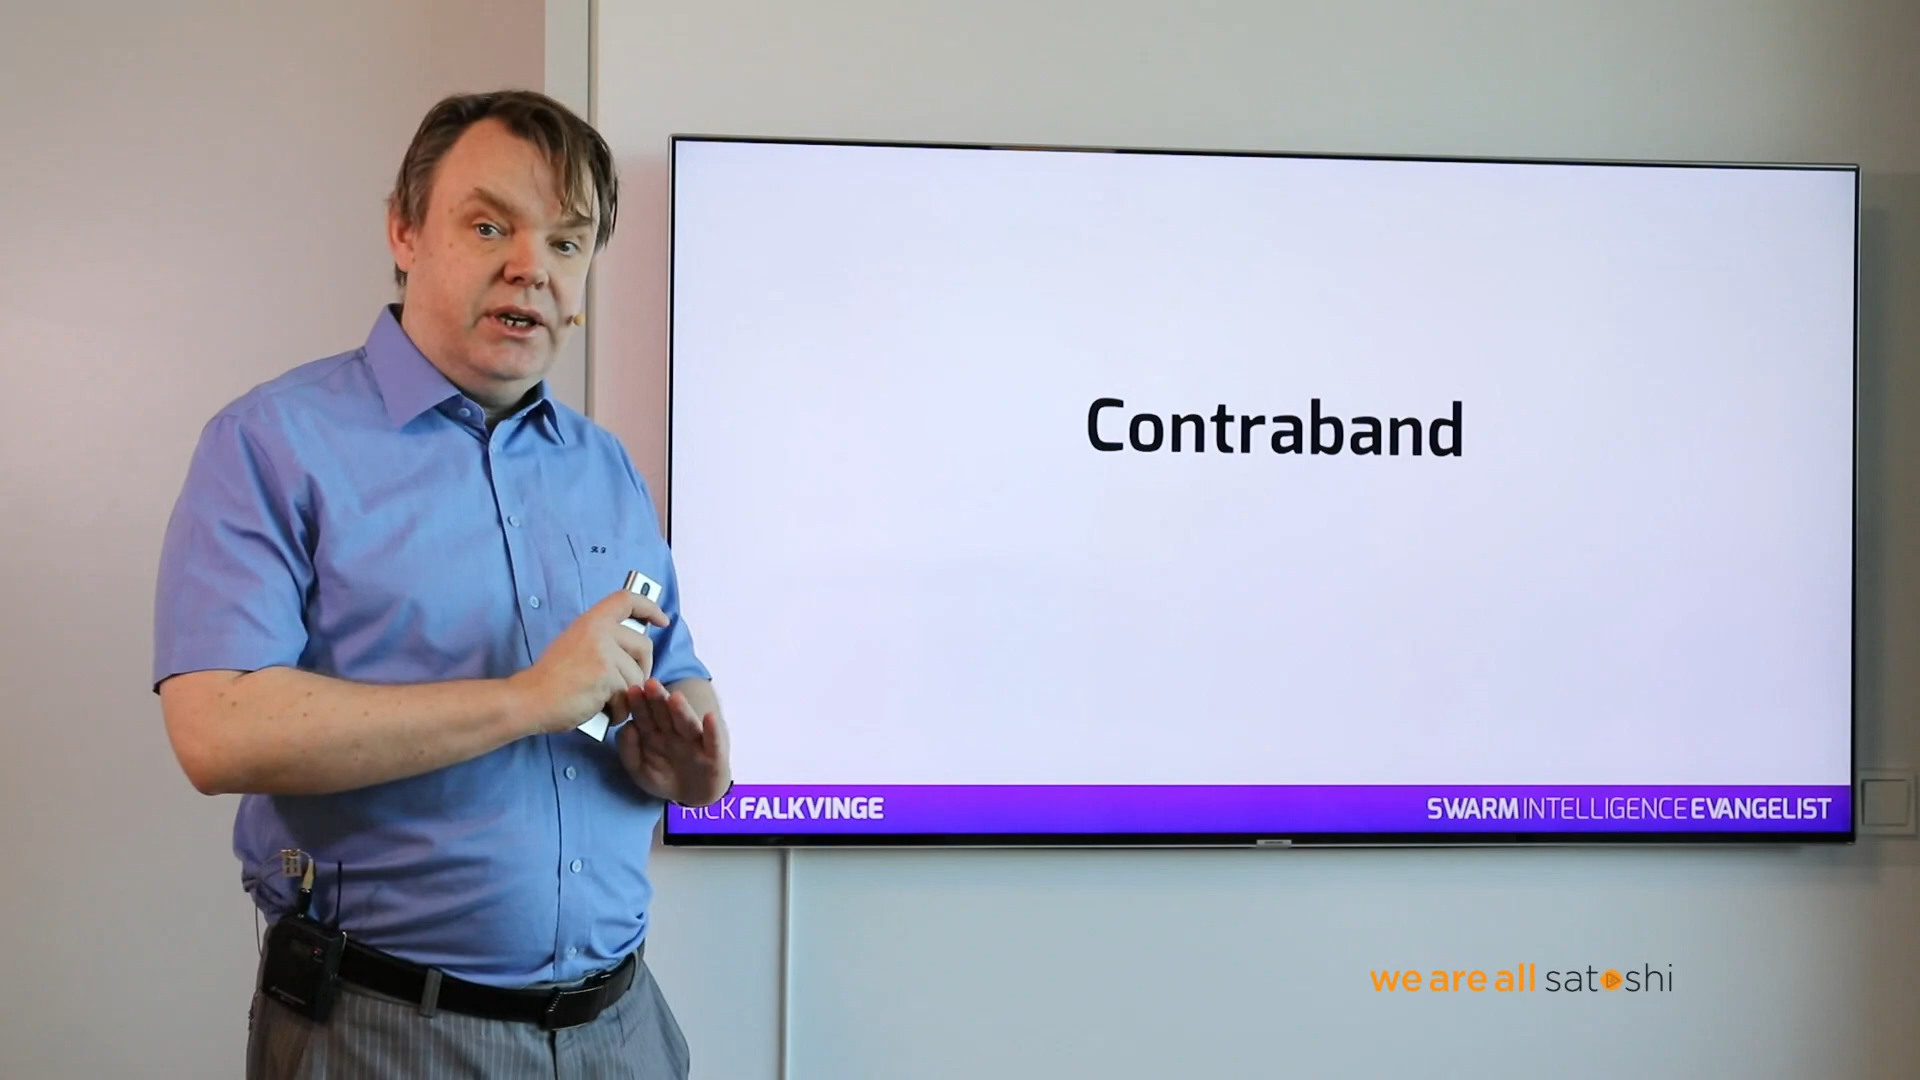 Contraband
RICK FALKVINGE
SWARM INTELLIGENCE EVANGELIST
we are all satoshi